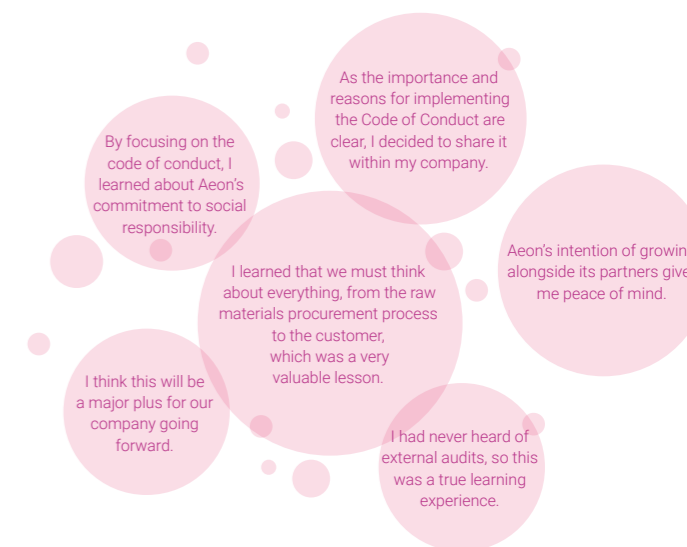 As the importance and
reasons for implementing
the Code of Conduct are
clear, I decided to share it
within my company.
By focusing on the
code of conduct, I
learned about Aeon's
commitment to social
responsibility.
Aeon's intention of growin
alongside its partners give
me peace of mind.
I learned that we must think
about everything, from the raw
materials procurement process
to the customer,
which was a very
valuable lesson.
I think this will be
a major plus for our
company going
forward.
I had never heard of
external audits, so this
was a true learning
experience.